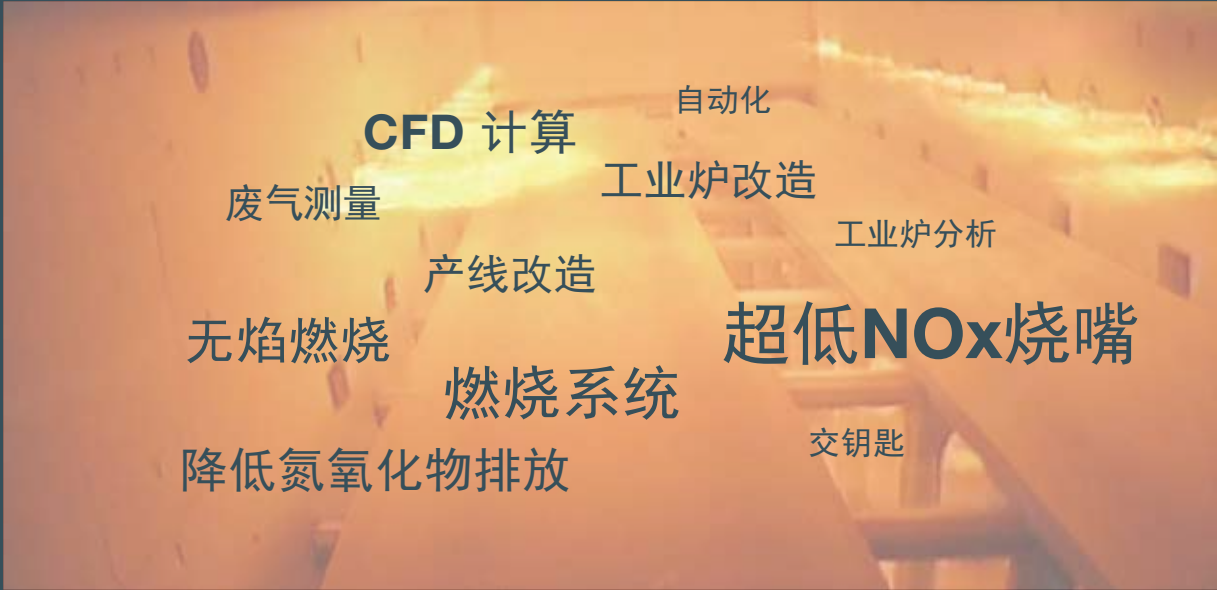 自动化
CFD 计算
工业炉改造
废气测量
工业炉分析
产线改造
超低NOx烧嘴
无焰燃烧
燃烧系统
交钥匙
降低氮氧化物排放